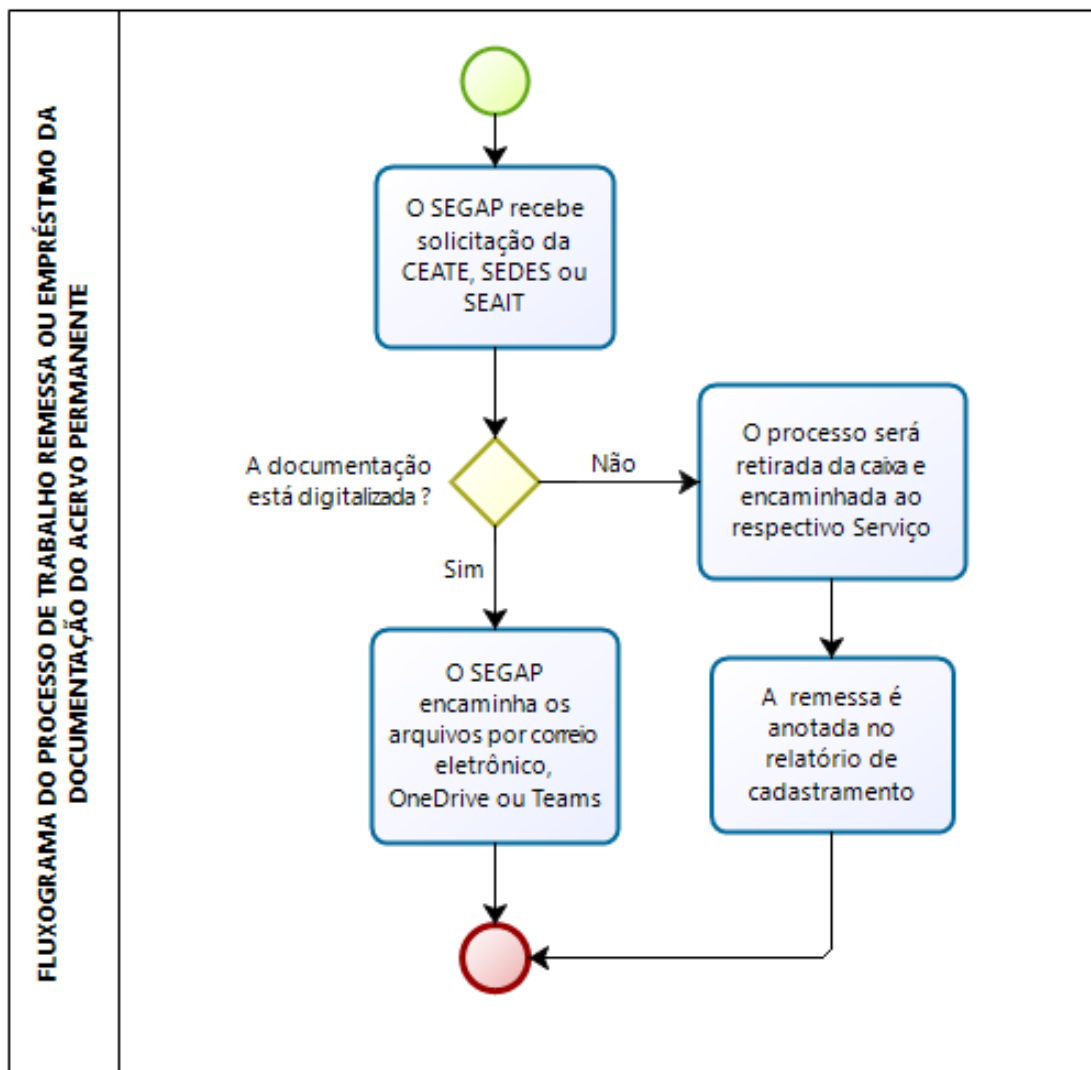 FLUXOGRAMA DO PROCESSO DE TRABALHO REMESSA OU EMPRÉSTIMO DA
DOCUMENTAÇÃO DO ACERVO PERMANENTE
O SEGAP recebe
solicitação da
CEATE, SEDES ou
SEAIT
A documentação
está digitalizada ?
Não
O processo será
retirada da caixa e
encaminhada ao
respectivo Serviço
Sim
O SEGAP
encaminha os
arquivos por correio
eletrônico,
OneDrive ou Teams
A remessa é
anotada no
relatório de
cadastramento